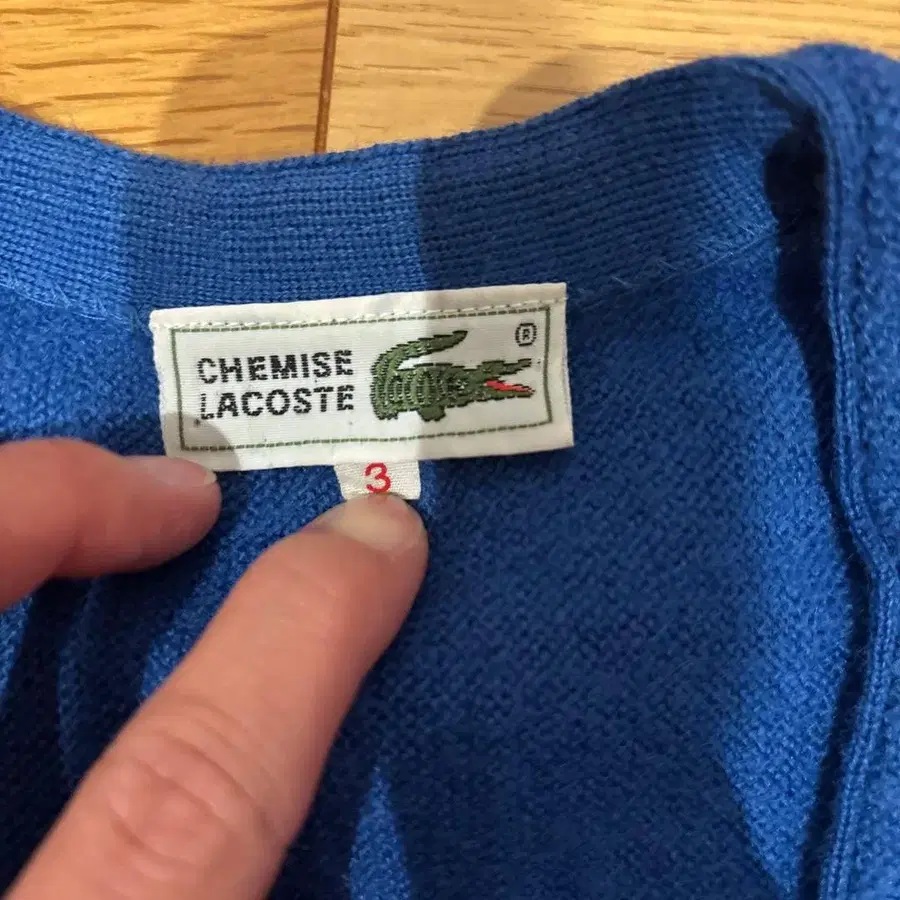 CHEMISE
LACOSTE
®
3